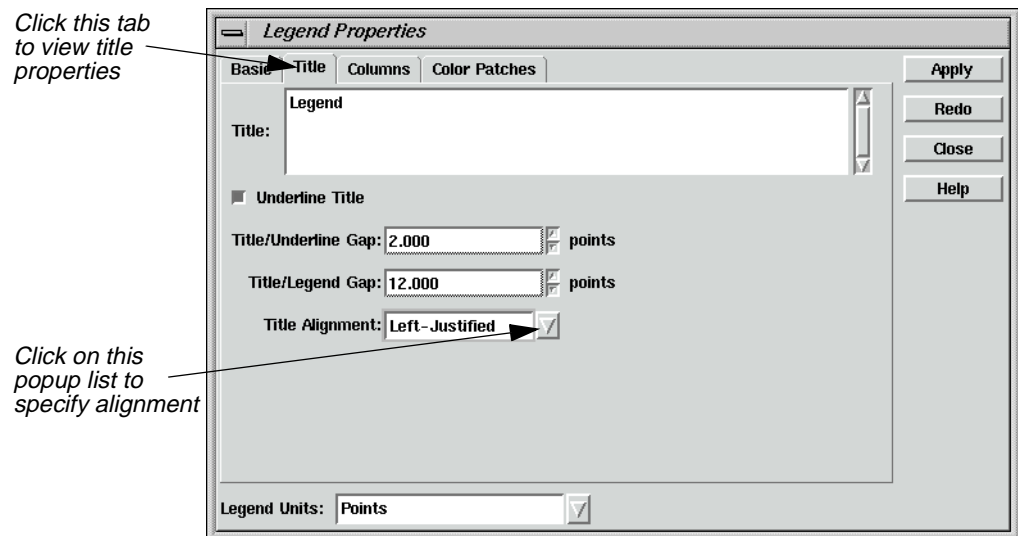 Click this tab
to view title
properties
Legend Properties
Basic Title Columns Color Patches
Title: Legend
Underline Title
Title/Underline Gap: 2.000 points
Title/Legend Gap: 12.000 points
Title Alignment: Left-Justified
Click on this
popup list to
specify alignment
Legend Units: Points
Apply
Redo
Close
Help